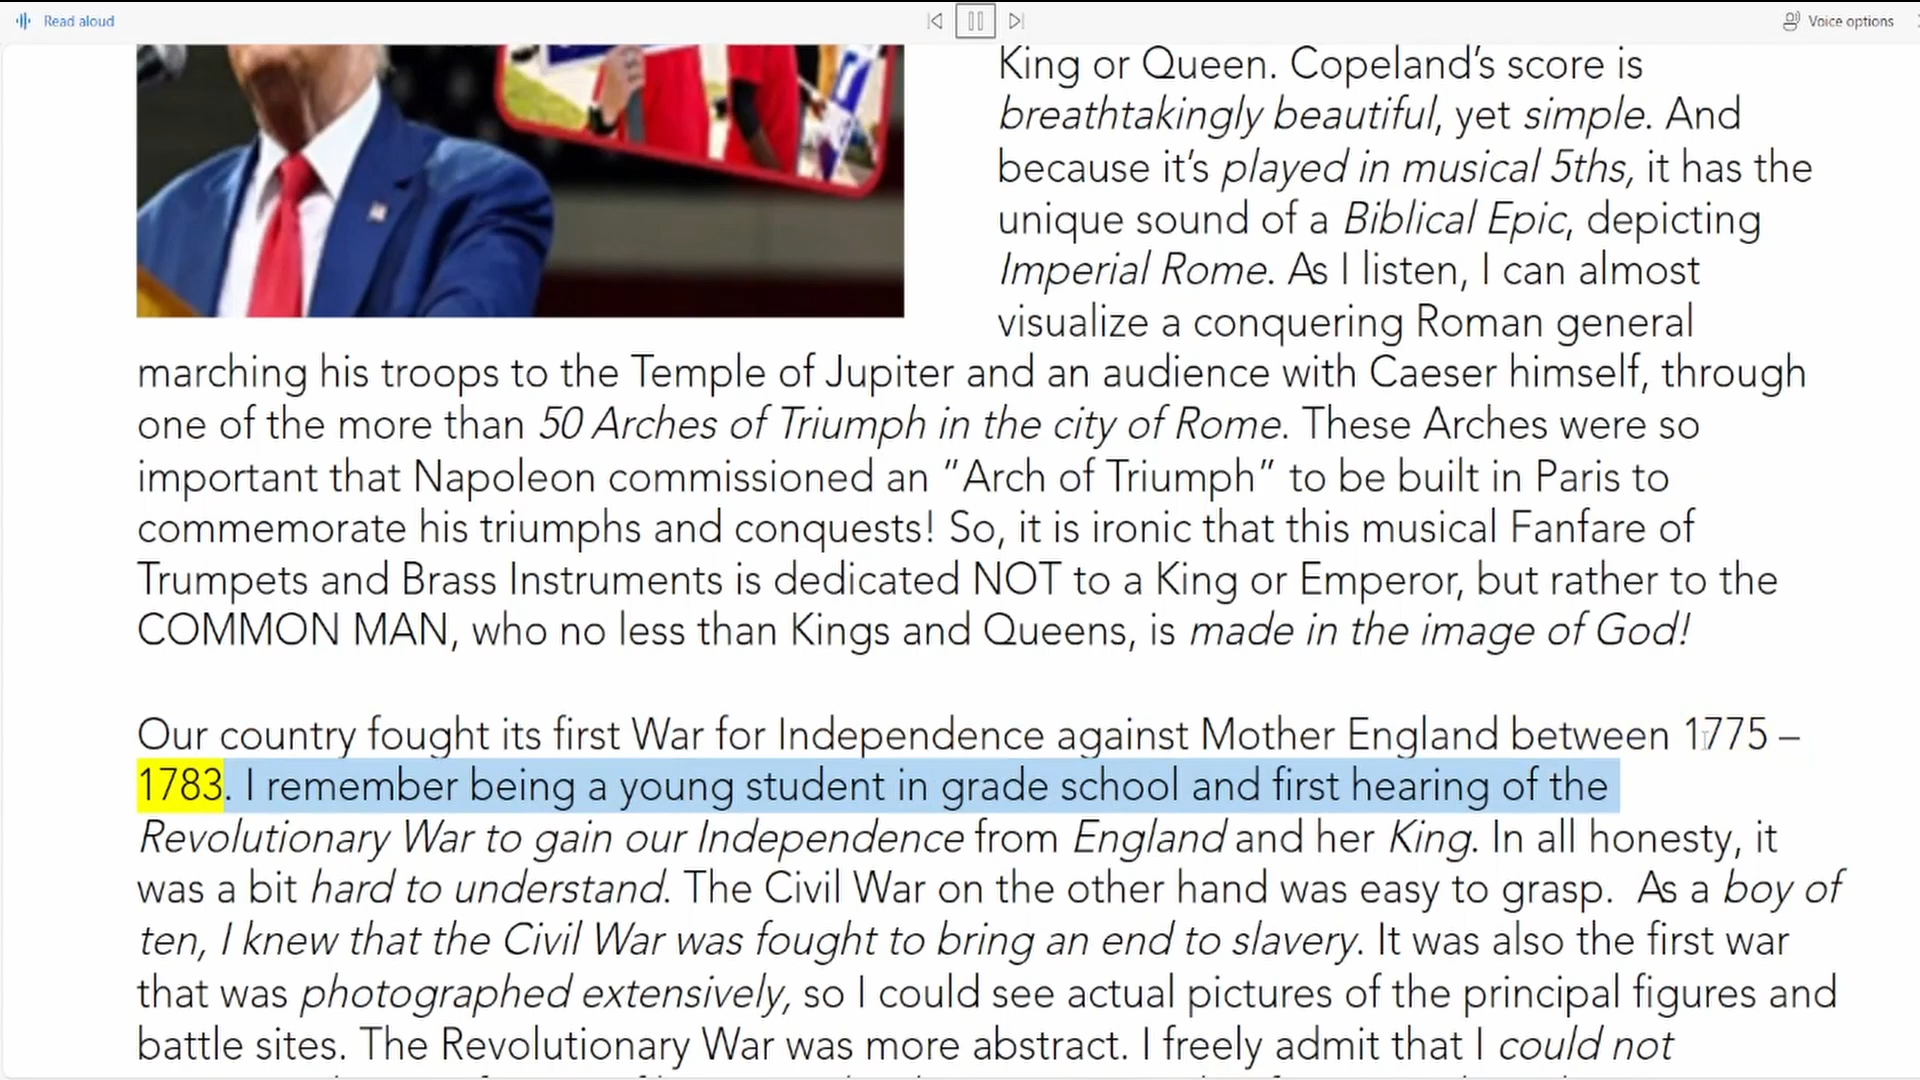 Read aloud
Voice options
King or Queen. Copeland’s score is
breathtakingly beautiful, yet simple. And
because it’s played in musical 5ths, it has the
unique sound of a Biblical Epic, depicting
Imperial Rome. As I listen, I can almost
visualize a conquering Roman general
marching his troops to the Temple of Jupiter and an audience with Caeser himself, through
one of the more than 50 Arches of Triumph in the city of Rome. These Arches were so
important that Napoleon commissioned an “Arch of Triumph” to be built in Paris to
commemorate his triumphs and conquests! So, it is ironic that this musical Fanfare of
Trumpets and Brass Instruments is dedicated NOT to a King or Emperor, but rather to the
COMMON MAN, who no less than Kings and Queens, is made in the image of God!
Our country fought its first War for Independence against Mother England between 1775 –
1783. I remember being a young student in grade school and first hearing of the
Revolutionary War to gain our Independence from England and her King. In all honesty, it
was a bit hard to understand. The Civil War on the other hand was easy to grasp. As a boy of
ten, I knew that the Civil War was fought to bring an end to slavery. It was also the first war
that was photographed extensively, so I could see actual pictures of the principal figures and
battle sites. The Revolutionary War was more abstract. I freely admit that I could not